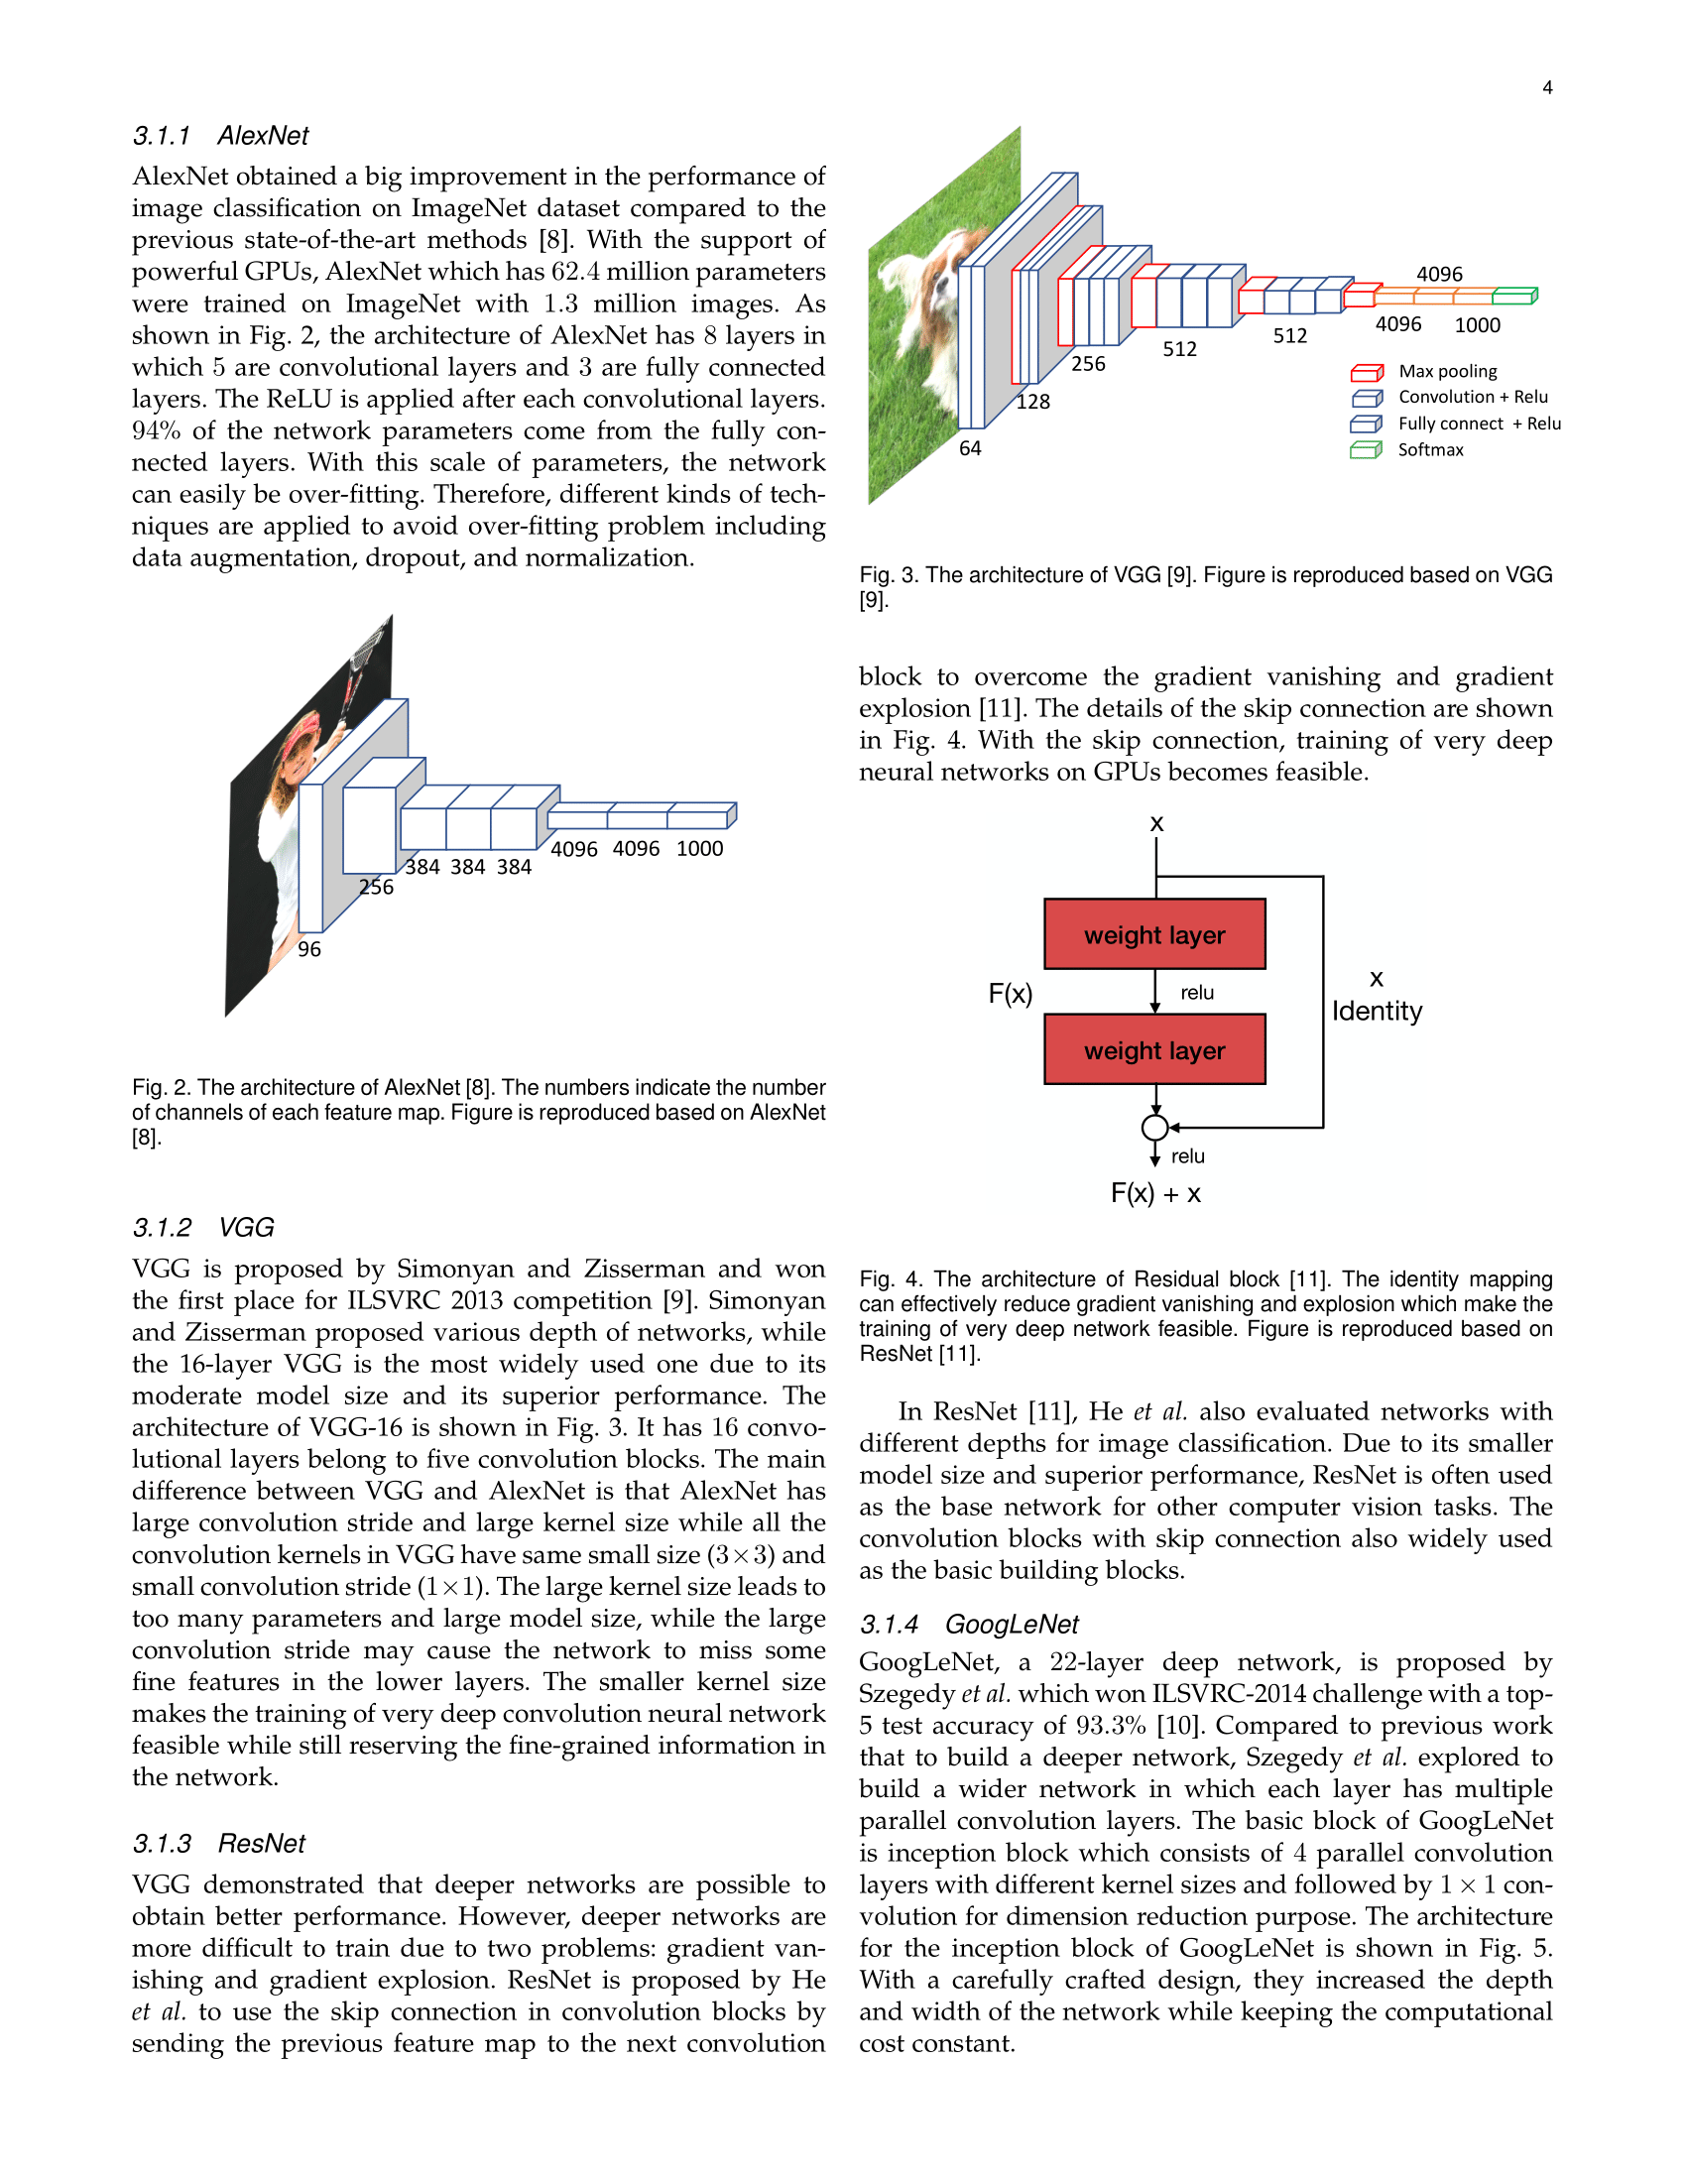 4
3.1.1 AlexNet
AlexNet obtained a big improvement in the performance of
image classification on ImageNet dataset compared to the
previous state-of-the-art methods [8]. With the support of
powerful GPUs, AlexNet which has 62.4 million parameters
were trained on ImageNet with 1.3 million images. As
shown in Fig. 2, the architecture of AlexNet has 8 layers in
which 5 are convolutional layers and 3 are fully connected
layers. The ReLU is applied after each convolutional layers.
94% of the network parameters come from the fully con-
nected layers. With this scale of parameters, the network
can easily be over-fitting. Therefore, different kinds of tech-
niques are applied to avoid over-fitting problem including
data augmentation, dropout, and normalization.
96
256
384 384 384
4096 4096 1000
Fig. 2. The architecture of AlexNet [8]. The numbers indicate the number
of channels of each feature map. Figure is reproduced based on AlexNet
[8].
3.1.2 VGG
VGG is proposed by Simonyan and Zisserman and won
the first place for ILSVRC 2013 competition [9]. Simonyan
and Zisserman proposed various depth of networks, while
the 16-layer VGG is the most widely used one due to its
moderate model size and its superior performance. The
architecture of VGG-16 is shown in Fig. 3. It has 16 convo-
lutional layers belong to five convolution blocks. The main
difference between VGG and AlexNet is that AlexNet has
large convolution stride and large kernel size while all the
convolution kernels in VGG have same small size (3×3) and
small convolution stride (1×1). The large kernel size leads to
too many parameters and large model size, while the large
convolution stride may cause the network to miss some
fine features in the lower layers. The smaller kernel size
makes the training of very deep convolution neural network
feasible while still reserving the fine-grained information in
the network.
3.1.3 ResNet
VGG demonstrated that deeper networks are possible to
obtain better performance. However, deeper networks are
more difficult to train due to two problems: gradient van-
ishing and gradient explosion. ResNet is proposed by He
et al. to use the skip connection in convolution blocks by
sending the previous feature map to the next convolution
64
128
256
512
512
4096
4096 1000
Max pooling
Convolution + Relu
Fully connect + Relu
Softmax
Fig. 3. The architecture of VGG [9]. Figure is reproduced based on VGG
[9].
block to overcome the gradient vanishing and gradient
explosion [11]. The details of the skip connection are shown
in Fig. 4. With the skip connection, training of very deep
neural networks on GPUs becomes feasible.
x
weight layer
F(x)
relu
x
Identity
weight layer
relu
F(x) + x
Fig. 4. The architecture of Residual block [11]. The identity mapping
can effectively reduce gradient vanishing and explosion which make the
training of very deep network feasible. Figure is reproduced based on
ResNet [11].
In ResNet [11], He et al. also evaluated networks with
different depths for image classification. Due to its smaller
model size and superior performance, ResNet is often used
as the base network for other computer vision tasks. The
convolution blocks with skip connection also widely used
as the basic building blocks.
3.1.4 GoogLeNet
GoogLeNet, a 22-layer deep network, is proposed by
Szegedy et al. which won ILSVRC-2014 challenge with a top-
5 test accuracy of 93.3% [10]. Compared to previous work
that to build a deeper network, Szegedy et al. explored to
build a wider network in which each layer has multiple
parallel convolution layers. The basic block of GoogLeNet
is inception block which consists of 4 parallel convolution
layers with different kernel sizes and followed by 1 × 1 con-
volution for dimension reduction purpose. The architecture
for the inception block of GoogLeNet is shown in Fig. 5.
With a carefully crafted design, they increased the depth
and width of the network while keeping the computational
cost constant.